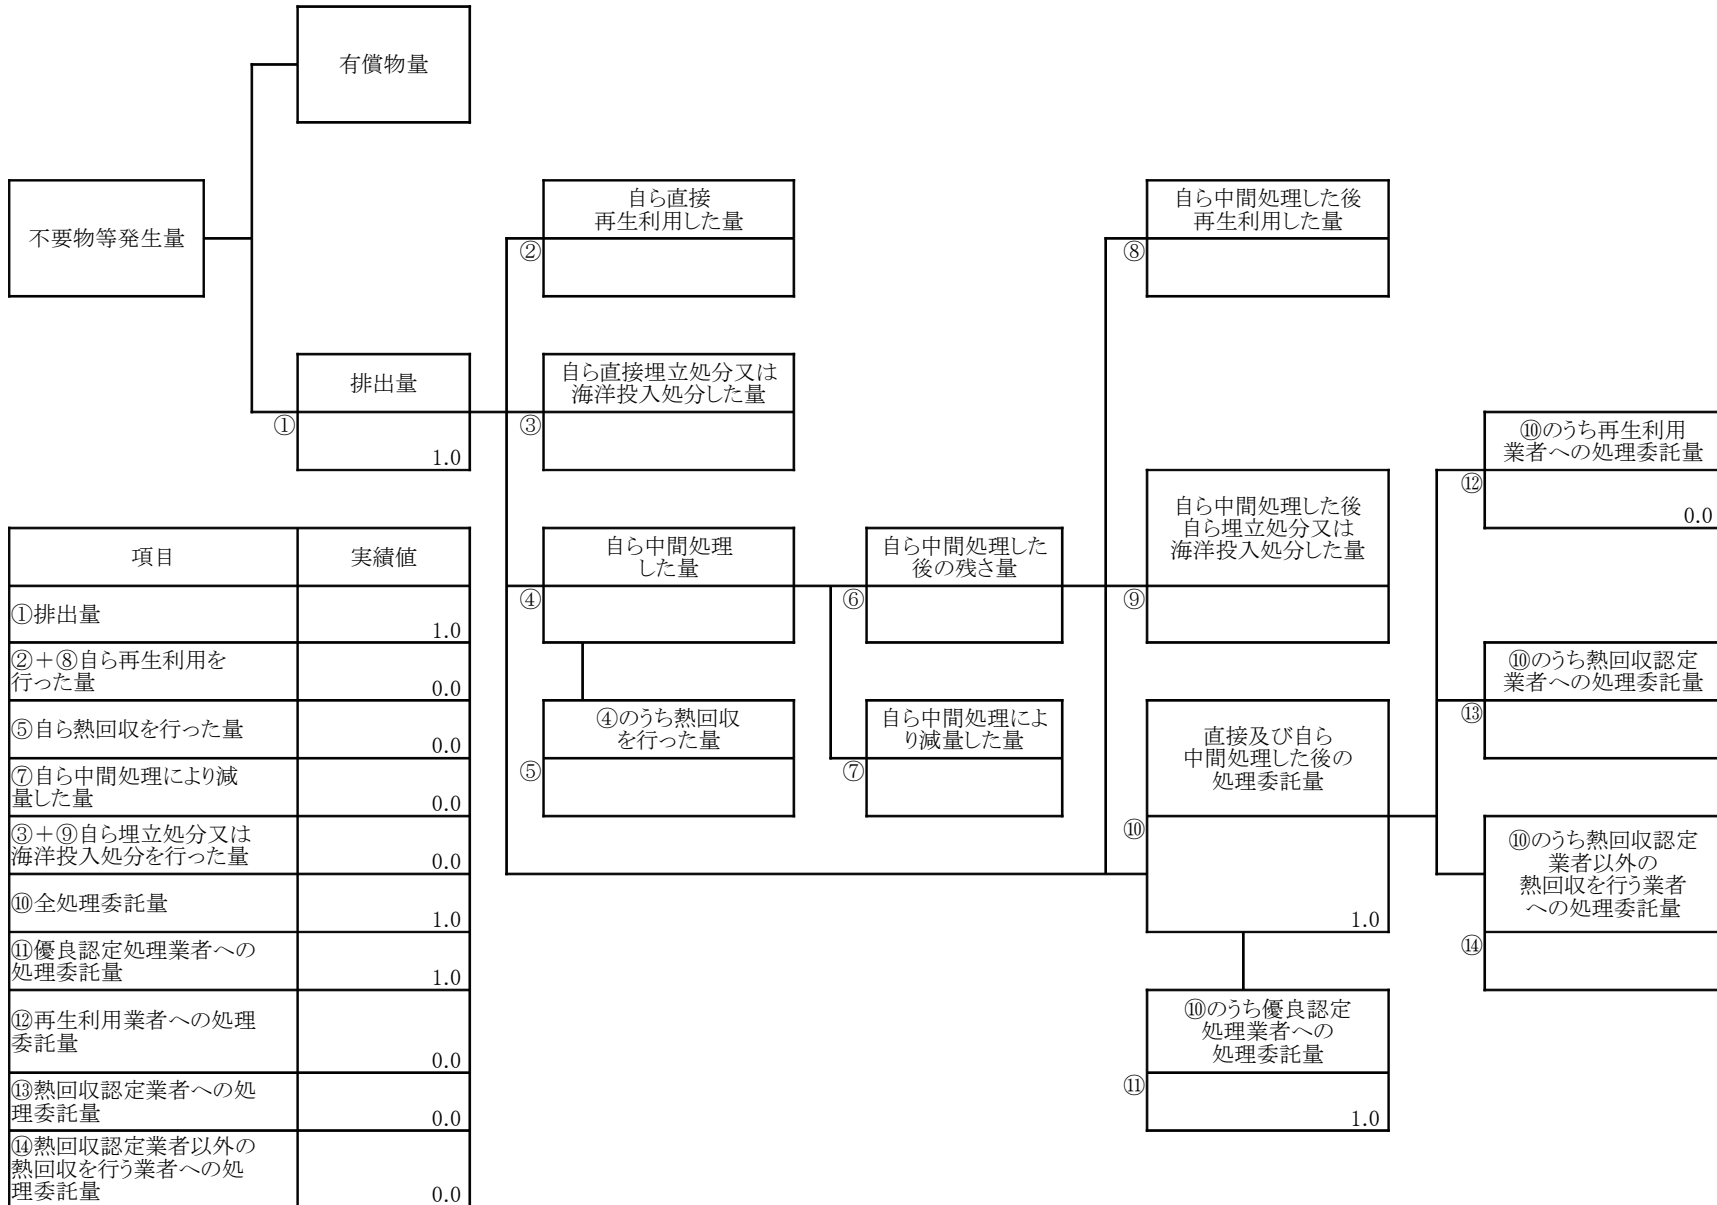 有償物量
不要物等発生量
自ら直接
再生利用した量
②
自ら中間処理した後
再生利用した量
⑧
排出量
①
1.0
自ら直接埋立処分又は
海洋投入処分した量
③
⑩のうち再生利用
業者への処理委託量
⑫
0.0
自ら中間処理
した量
④
自ら中間処理した
後の残さ量
⑥
自ら中間処理した後
自ら埋立処分又は
海洋投入処分した量
⑨
⑩のうち熱回収認定
業者への処理委託量
⑬
④のうち熱回収
を行った量
⑤
自ら中間処理によ
り減量した量
⑦
直接及び自ら
中間処理した後の
処理委託量
⑩
1.0
⑩のうち熱回収認定
業者以外の
熱回収を行う業者
への処理委託量
⑭
⑩のうち優良認定
処理業者への
処理委託量
⑪
1.0
項目 実績値
①排出量 1.0
②＋⑧自ら再生利用を
行った量 0.0
⑤自ら熱回収を行った量 0.0
⑦自ら中間処理により減
量した量 0.0
③＋⑨自ら埋立処分又は
海洋投入処分を行った量 0.0
⑩全処理委託量 1.0
⑪優良認定処理業者への
処理委託量 1.0
⑫再生利用業者への処理
委託量 0.0
⑬熱回収認定業者への処
理委託量 0.0
⑭熱回収認定業者以外の
熱回収を行う業者への処
理委託量 0.0